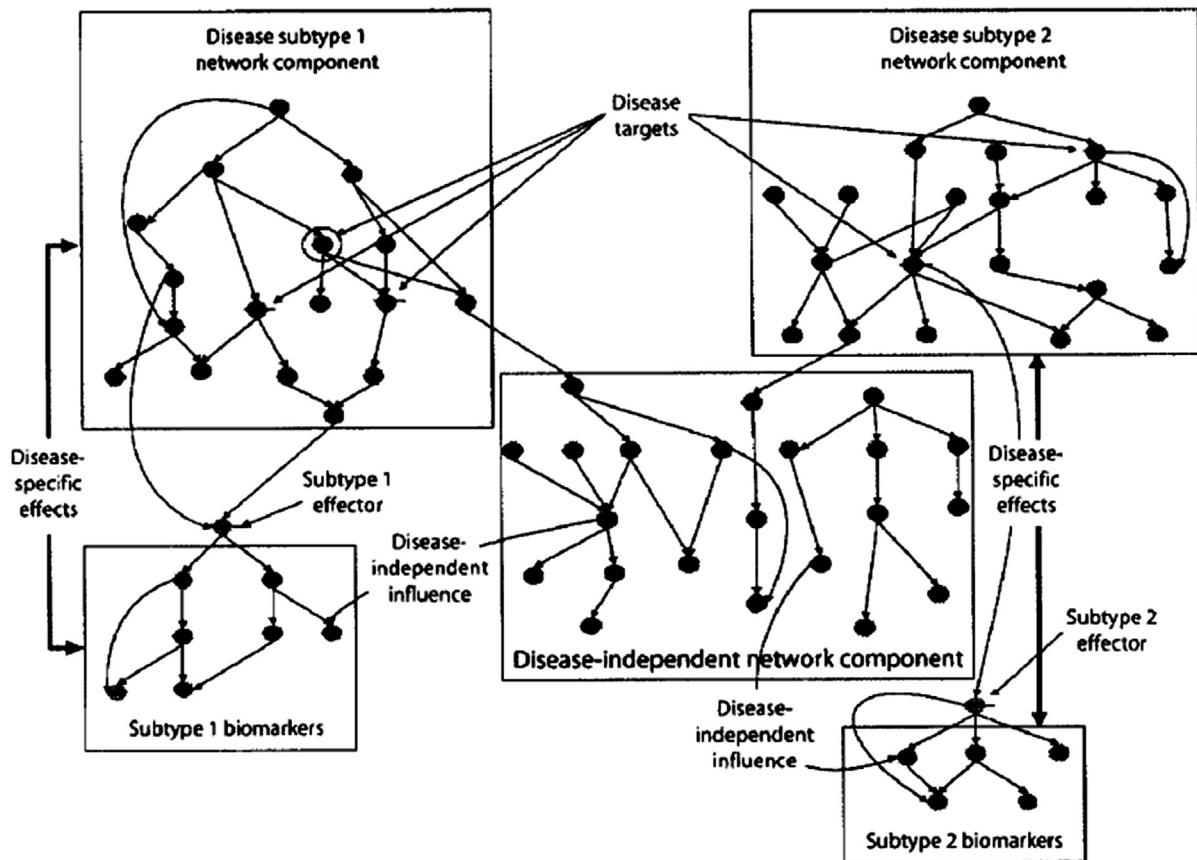 Disease subtype 1
network component
Disease
targets
Disease subtype 2
network component
Disease-
specific
effects
Subtype 1
effector
Disease-
independent
influence
Disease-
specific
effects
Disease-independent network component
Subtype 2
effector
Subtype 1 biomarkers
Disease-
independent
influence
Subtype 2 biomarkers